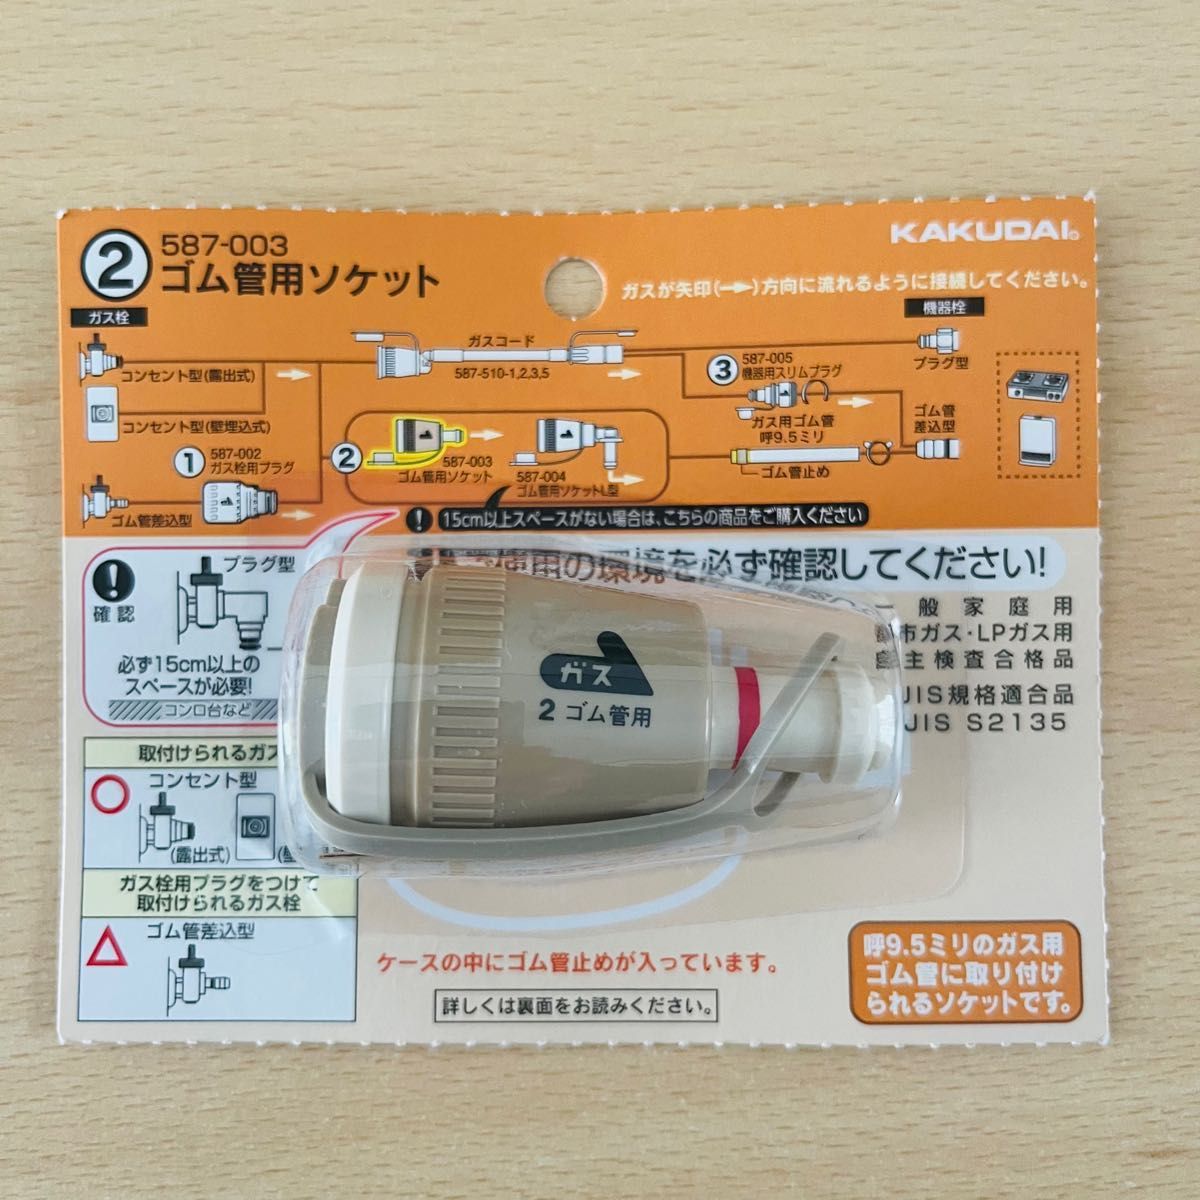 ② 587-003
ゴム管用ソケット
KAKUDAI®
ガスが矢印(→)方向に流れるように接続してください。
ガス栓
機器栓
コンセント型(露出式)
コンセント型(壁埋込式)
① 587-002
ガス栓用プラグ
ゴム管差込型
ガスコード
587-510-1,2,3,5
②
587-003
ゴム管用ソケット
587-004
ゴム管用ソケットL型
③ 587-005
機器用スリムプラグ
プラグ型
ガス用ゴム管
呼9.5ミリ
ゴム管止め
ゴム管
差込型
! 15cm以上スペースがない場合は、こちらの商品をご購入ください
使用の環境を必ず確認してください!
! 確認
プラグ型
必ず15cm以上の
スペースが必要!
コンロ台など
一般家庭用
市ガス・LPガス用
主検査合格品
JIS規格適合品
JIS S2135
ガス
2 ゴム管用
取付けられるガス
コンセント型
(露出式)
ガス栓用プラグをつけて
取付けられるガス栓
ゴム管差込型
ケースの中にゴム管止めが入っています。
詳しくは裏面をお読みください。
呼9.5ミリのガス用
ゴム管に取り付け
られるソケットです。